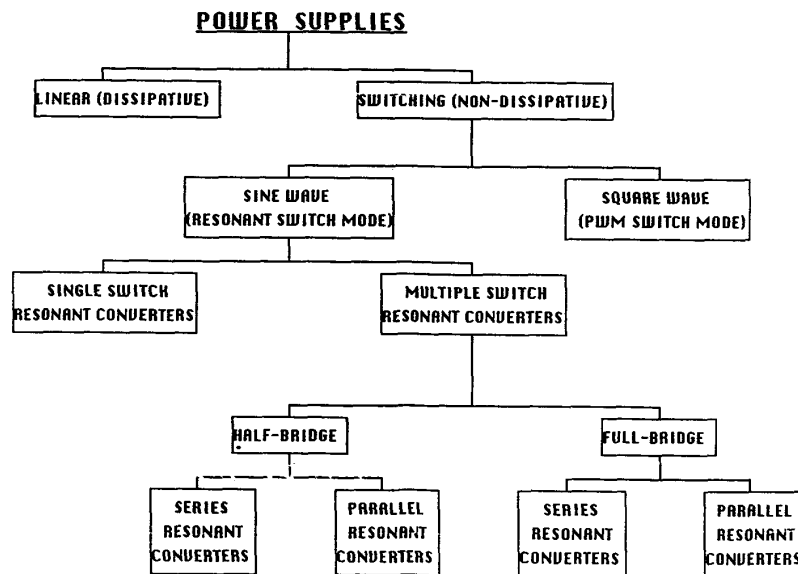 POWER SUPPLIES
LINEAR (DISSIPATIVE)
SWITCHING (NON-DISSIPATIVE)
SINE WAVE
(RESONANT SWITCH MODE)
SQUARE WAVE
(PWM SWITCH MODE)
SINGLE SWITCH
RESONANT CONVERTERS
MULTIPLE SWITCH
RESONANT CONVERTERS
HALF-BRIDGE
FULL-BRIDGE
SERIES
RESONANT
CONVERTERS
PARALLEL
RESONANT
CONVERTERS
SERIES
RESONANT
CONVERTERS
PARALLEL
RESONANT
CONVERTERS